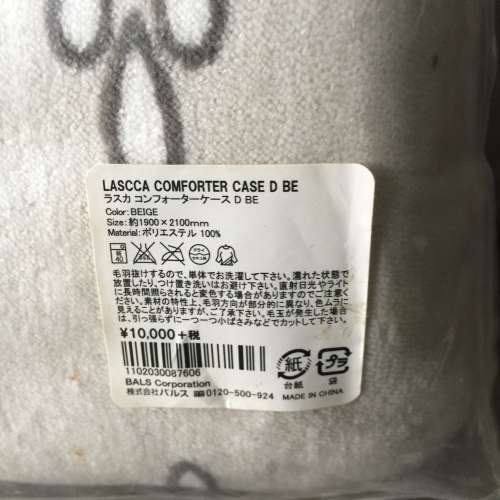 LASCCA COMFORTER CASE D BE
ラスカ コンフォーターケース D BE
Color: BEIGE
Size: 約1900×2100mm
Material: ポリエステル 100%
毛羽抜けするので、単体でお洗濯して下さい。濡れた状態で
放置したり、つけ置き洗いはお避け下さい。直射日光やライト
に長時間照らされると変色する場合がありますのでご注意く
ださい。素材の特性上、毛羽方向が部分的に異なり、色ムラに
見えることがありますが、ご了承下さい。毛玉が発生した場合
は、引っ張らずに一つ一つ小ばさみなどでカットして下さい。
¥10,000+税
1102030087606
BALS Corporation
株式会社バルス 0120-500-924
紙
台紙
プラ
袋